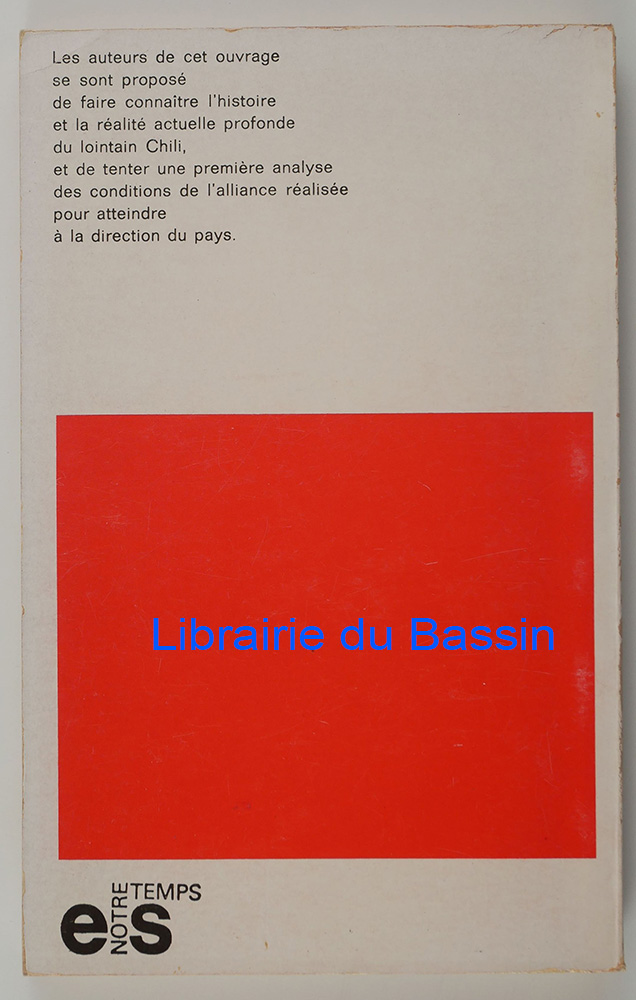 Les auteurs de cet ouvrage
se sont proposé
de faire connaître l'histoire
et la réalité actuelle profonde
du lointain Chili,
et de tenter une première analyse
des conditions de l'alliance réalisée
pour atteindre
à la direction du pays.
Librairie du Bassin
NOTRE TEMPS
es